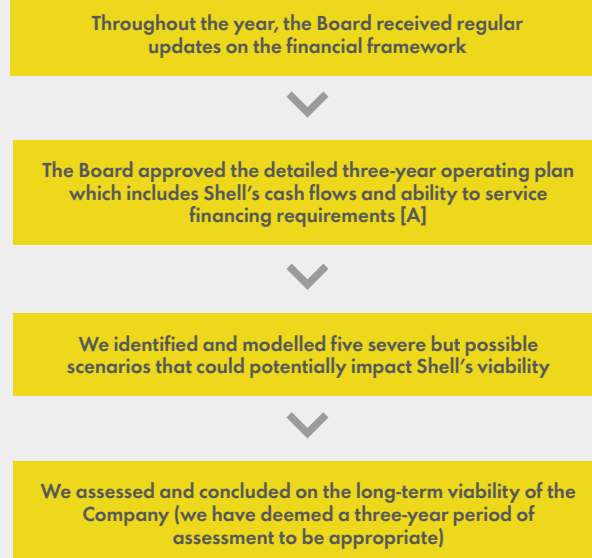 Throughout the year, the Board received regular
updates on the financial framework
The Board approved the detailed three-year operating plan
which includes Shell’s cash flows and ability to service
financing requirements [A]
We identified and modelled five severe but possible
scenarios that could potentially impact Shell’s viability
We assessed and concluded on the long-term viability of the
Company (we have deemed a three-year period of
assessment to be appropriate)